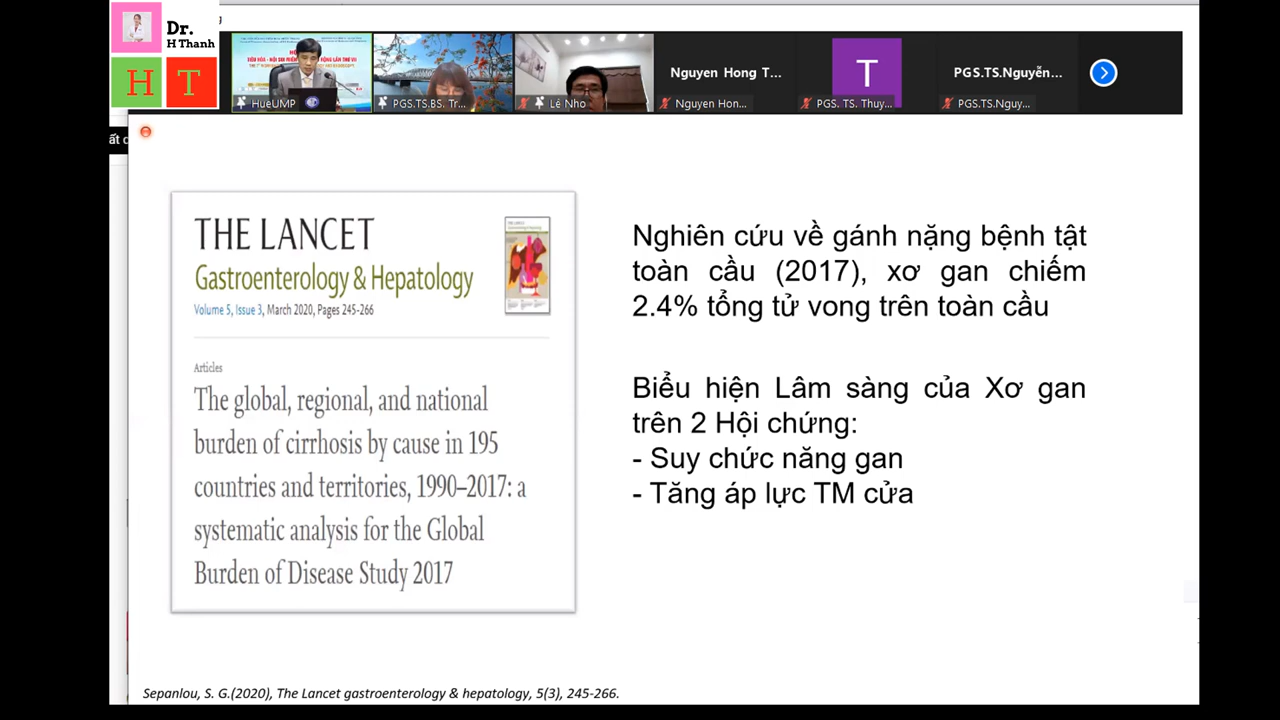 Dr.
H Thanh
H T
HueUMP
PGS.TS.BS. Tr...
Lê Nho
Nguyen Hong T...
Nguyen Hon...
T
PGS. TS. Thuy...
PGS.TS.Nguyễn...
PGS.TS.Nguy...
ất c
THE LANCET
Gastroenterology & Hepatology
Volume 5, Issue 3, March 2020, Pages 245-266
Articles
The global, regional, and national
burden of cirrhosis by cause in 195
countries and territories, 1990–2017: a
systematic analysis for the Global
Burden of Disease Study 2017
Nghiên cứu về gánh nặng bệnh tật
toàn cầu (2017), xơ gan chiếm
2.4% tổng tử vong trên toàn cầu
Biểu hiện Lâm sàng của Xơ gan
trên 2 Hội chứng:
- Suy chức năng gan
- Tăng áp lực TM cửa
Sepanlou, S. G.(2020), The Lancet gastroenterology & hepatology, 5(3), 245-266.